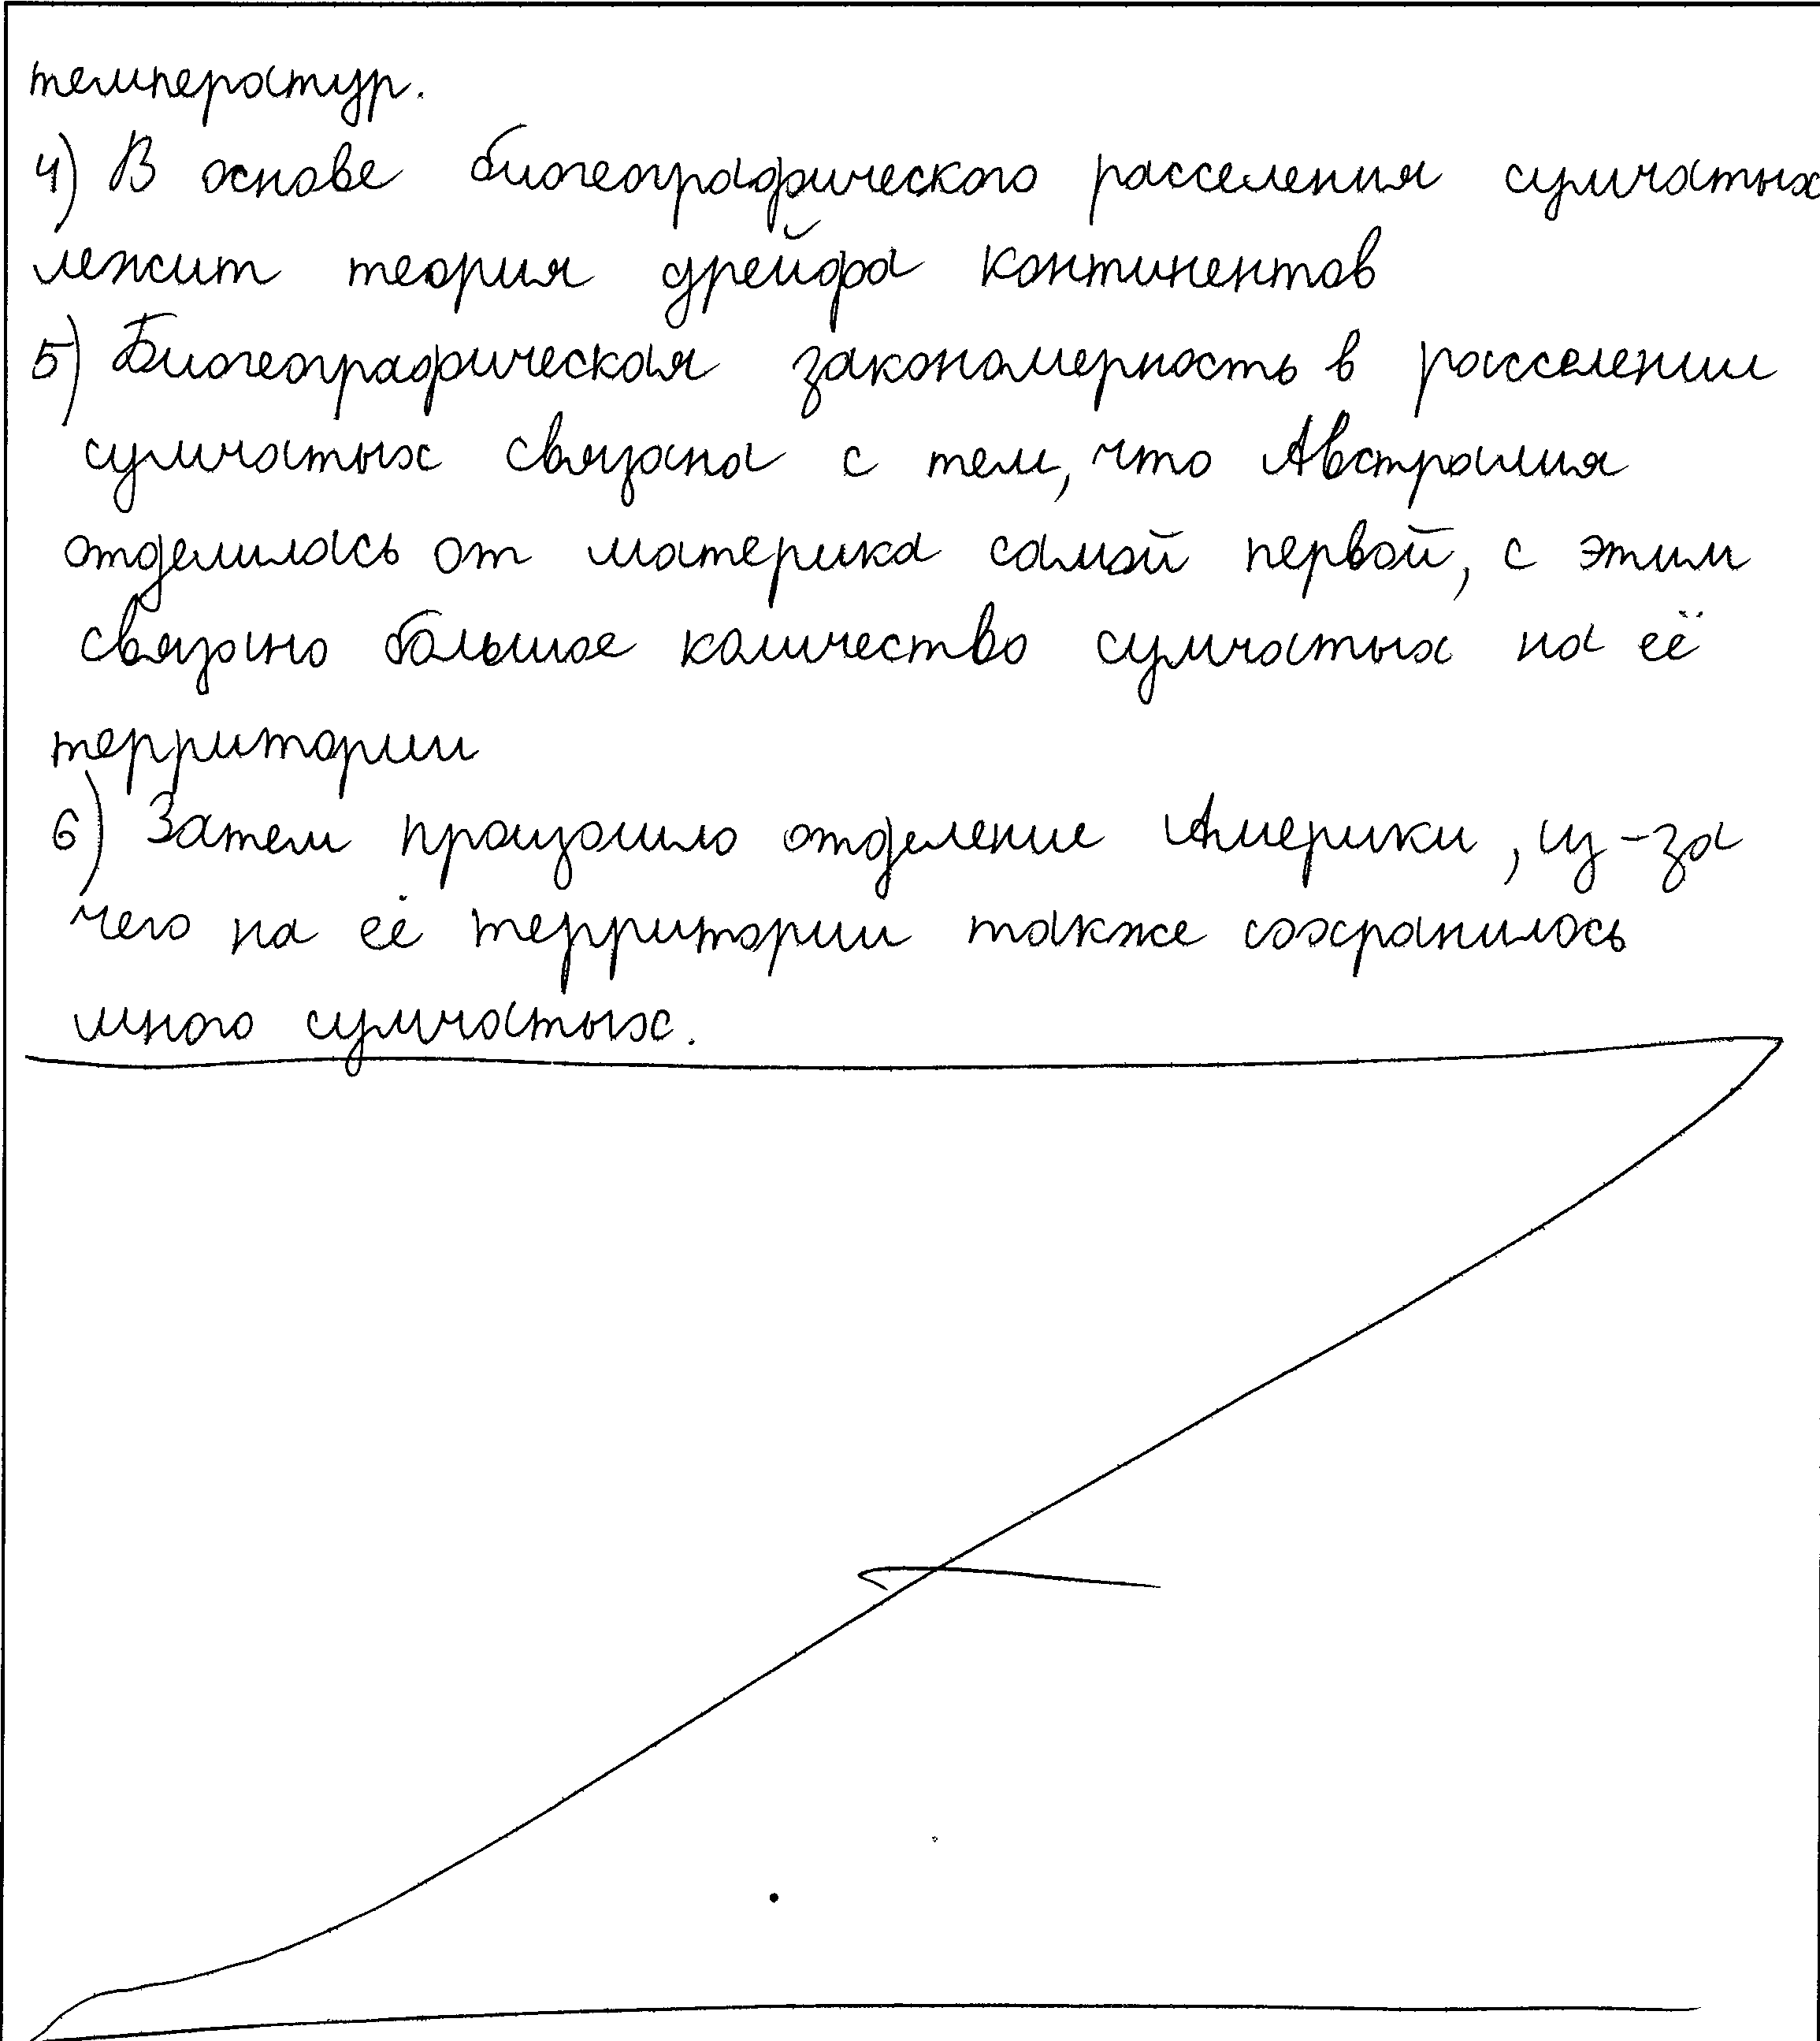 температур.
4) В основе биогеографического расселения сумчатых
лежит теория дрейфа континентов
5) Биогеографическая закономерность в расселении
сумчатых связана с тем, что Австралия
отделилась от материка самой первой, с этим
связано большое количество сумчатых на её
территории
6) Затем произошло отделение Америки, из-за
чего на её территории также сохранилось
много сумчатых.